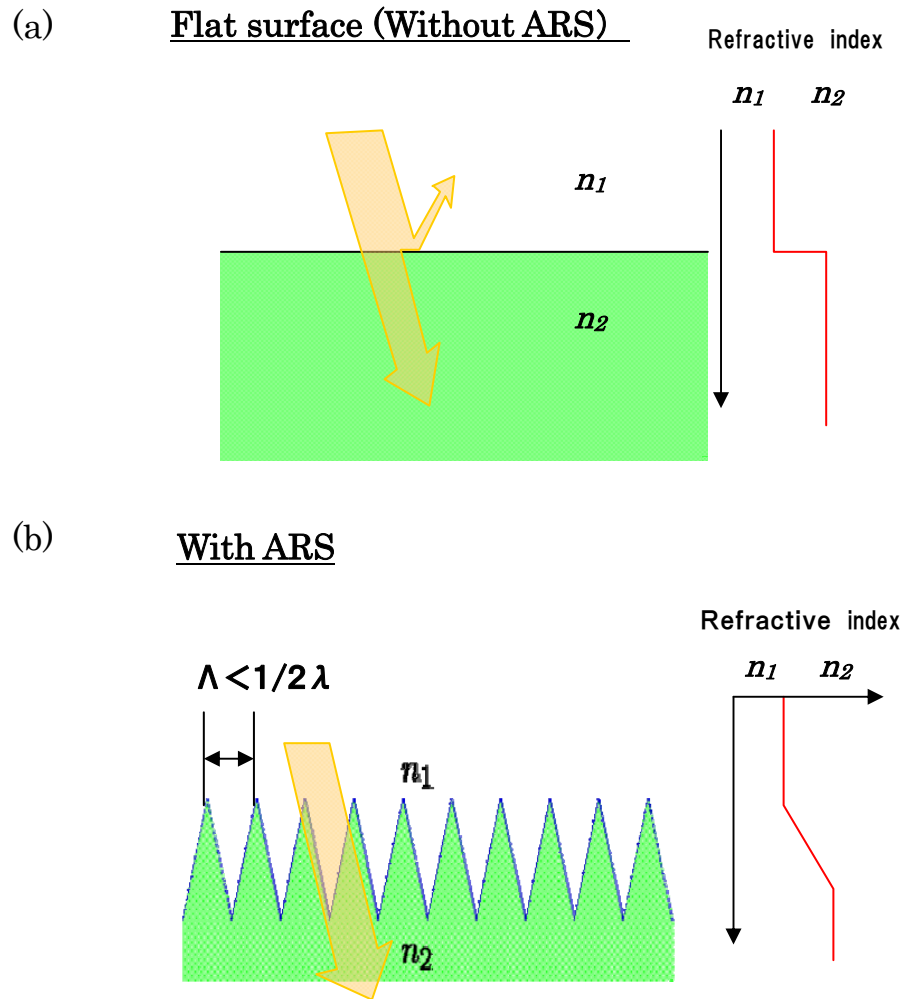 (a)
Flat surface (Without ARS)
Refractive index
n1 n2
n1
n2
(b)
With ARS
Refractive index
n1 n2
Λ<1/2λ
n1
n2